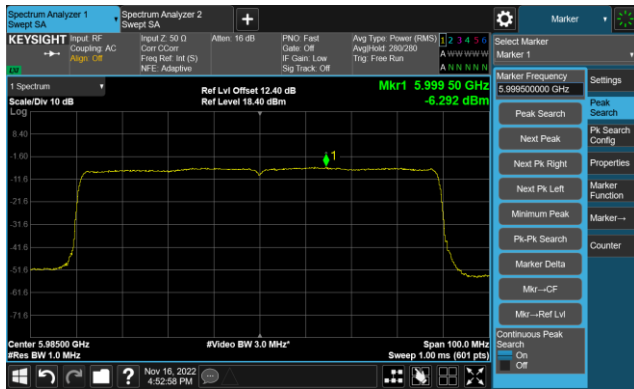 Spectrum Analyzer 1
Swept SA
Spectrum Analyzer 2
Swept SA
+
Marker
KEYSIGHT
Input: RF
Coupling: AC
Align: Off
Input Z: 50 Ω
Corr CCorr
Freq Ref: Int (S)
NFE: Adaptive
Atten: 16 dB
PNO: Fast
Gate: Off
IF Gain: Low
Sig Track: Off
Avg Type: Power (RMS)
Avg|Hold: 280/280
Trig: Free Run
1 2 3 4 5 6
A W W W W W
A N N N N N
Select Marker
Marker 1
1 Spectrum
Scale/Div 10 dB
Log
Ref Lvl Offset 12.40 dB
Ref Level 18.40 dBm
Mkr1 5.999 50 GHz
-6.292 dBm
8.40
-1.60
-11.6
-21.6
-31.6
-41.6
-51.6
-61.6
-71.6
1
Center 5.98500 GHz
#Res BW 1.0 MHz
#Video BW 3.0 MHz*
Span 100.0 MHz
Sweep 1.00 ms (601 pts)
Marker Frequency
5.999500000 GHz
Peak Search
Next Peak
Next Pk Right
Next Pk Left
Minimum Peak
Pk-Pk Search
Marker Delta
Mkr→CF
Mkr→Ref Lvl
Continuous Peak
Search
On
Off
Settings
Peak
Search
Pk Search
Config
Properties
Marker
Function
Marker→
Counter
?
Nov 16, 2022
4:52:58 PM